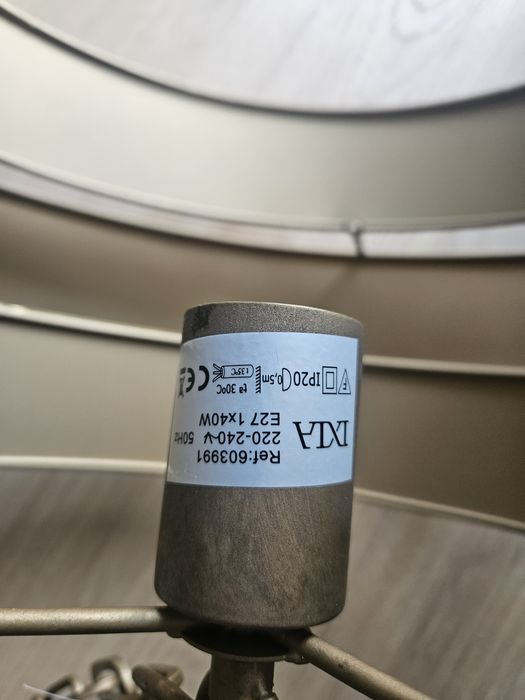 IXIA
Ref:603991
220-240-V 50Hz
E27 1x40W
F IP20 0,5m ta 30ºC 135ºC CE